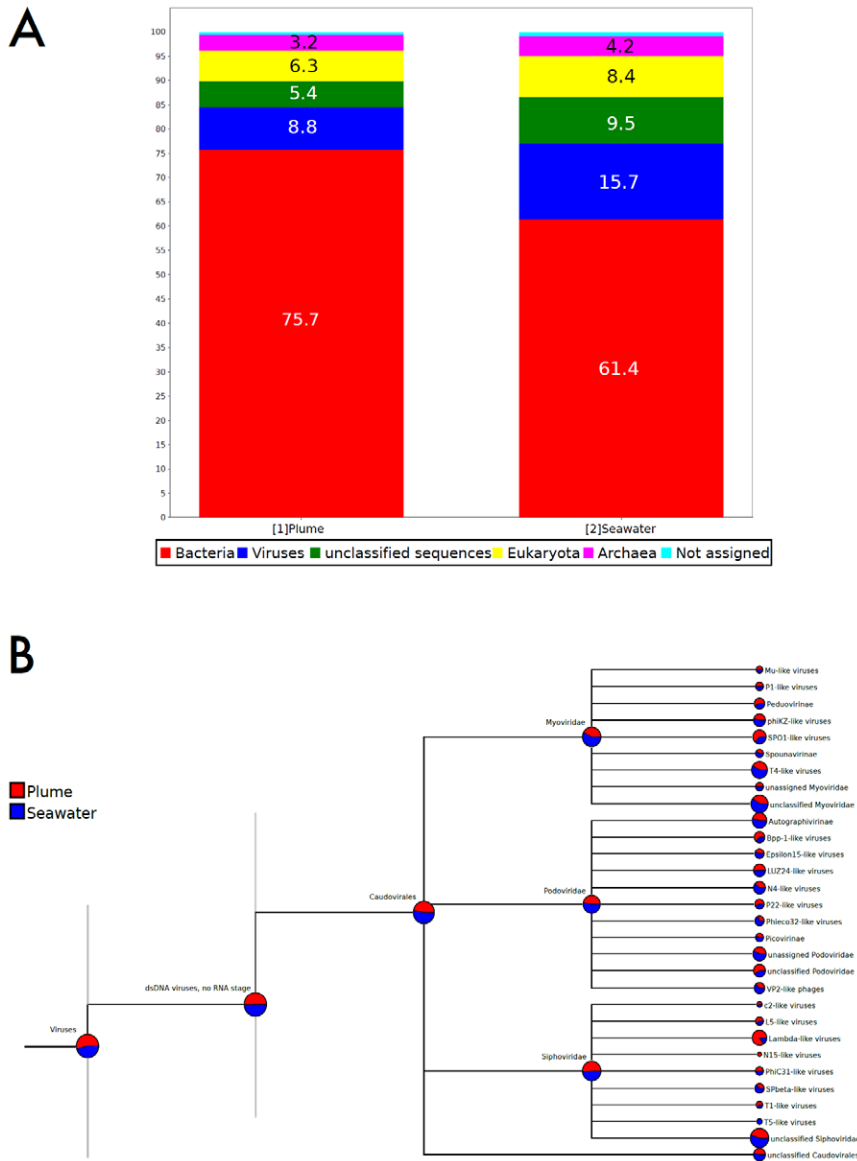 A
100
95
90
85
80
75
70
65
60
55
50
45
40
35
30
25
20
15
10
5
0
3.2
6.3
5.4
8.8
75.7
4.2
8.4
9.5
15.7
61.4
[1]Plume
[2]Seawater
Bacteria Viruses unclassified sequences Eukaryota Archaea Not assigned
B
Plume
Seawater
Viruses
dsDNA viruses, no RNA stage
Caudovirales
Myoviridae
Podoviridae
Siphoviridae
Mu-like viruses
P1-like viruses
Peduovirinae
phiKZ-like viruses
SPO1-like viruses
Spounavirinae
T4-like viruses
unassigned Myoviridae
unclassified Myoviridae
Autographivirinae
Bpp-1-like viruses
Epsilon15-like viruses
LUZ24-like viruses
N4-like viruses
P22-like viruses
Phieco32-like viruses
Picovirinae
unassigned Podoviridae
unclassified Podoviridae
VP2-like phages
c2-like viruses
L5-like viruses
Lambda-like viruses
N15-like viruses
PhiC31-like viruses
SPbeta-like viruses
T1-like viruses
T5-like viruses
unclassified Siphoviridae
unclassified Caudovirales